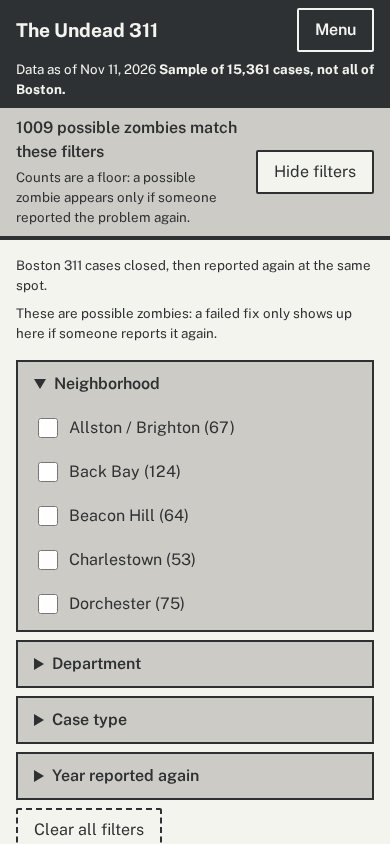 The Undead 311
Menu
Data as of Nov 11, 2026 Sample of 15,361 cases, not all of
Boston.
1009 possible zombies match
these filters
Counts are a floor: a possible
zombie appears only if someone
reported the problem again.
Hide filters
Boston 311 cases closed, then reported again at the same
spot.
These are possible zombies: a failed fix only shows up
here if someone reports it again.
Neighborhood
Allston / Brighton (67)
Back Bay (124)
Beacon Hill (64)
Charlestown (53)
Dorchester (75)
Department
Case type
Year reported again
Clear all filters